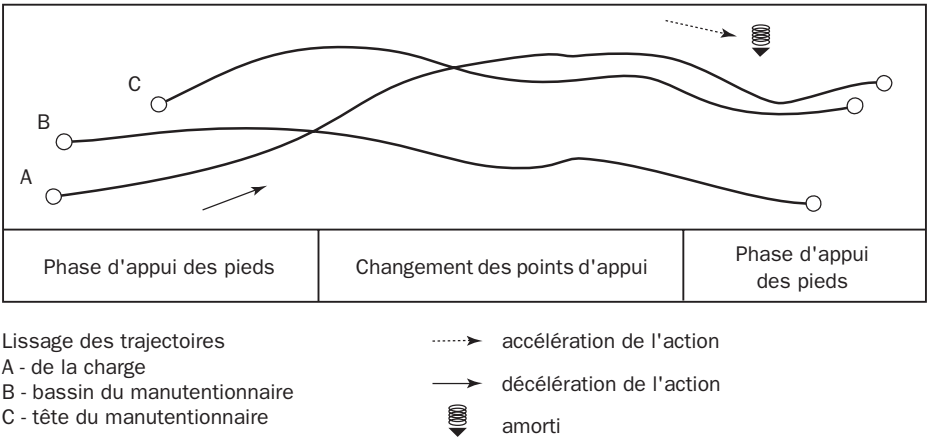 C
B
A
Phase d'appui des pieds
Changement des points d'appui
Phase d'appui
des pieds
Lissage des trajectoires
A - de la charge
B - bassin du manutentionnaire
C - tête du manutentionnaire
accélération de l'action
décélération de l'action
amorti